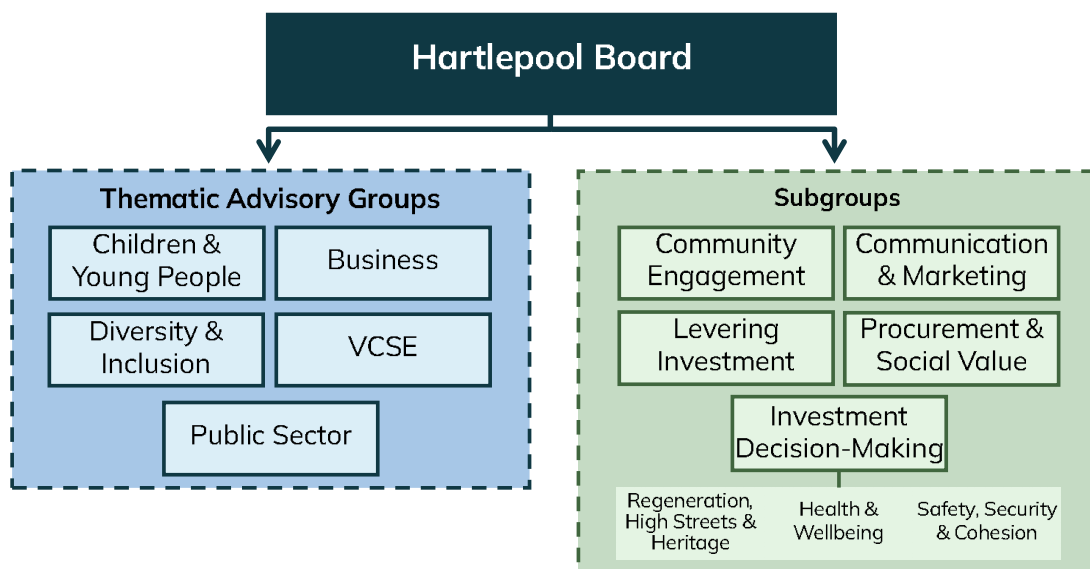 Hartlepool Board
Thematic Advisory Groups
Children &
Young People
Business
Diversity &
Inclusion
VCSE
Public Sector
Subgroups
Community
Engagement
Communication
& Marketing
Levering
Investment
Procurement &
Social Value
Investment
Decision-Making
Regeneration,
High Streets &
Heritage
Health &
Wellbeing
Safety, Security
& Cohesion